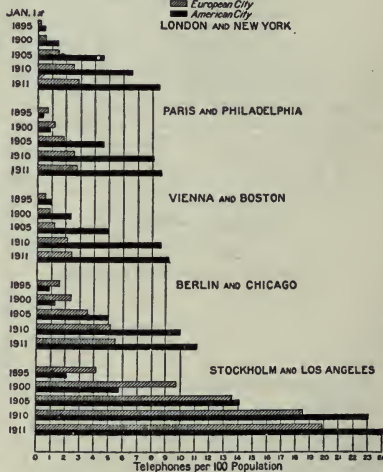 European City
American City
JAN. 1st
LONDON AND NEW YORK
1895
1900
1905
1910
1911
PARIS AND PHILADELPHIA
1895
1900
1905
1910
1911
VIENNA AND BOSTON
1895
1900
1905
1910
1911
BERLIN AND CHICAGO
1895
1900
1905
1910
1911
STOCKHOLM AND LOS ANGELES
1895
1900
1905
1910
1911
0 1 2 3 4 5 6 7 8 9 10 11 12 13 14 15 16 17 18 19 20 21 22 23 24
Telephones per 100 Population